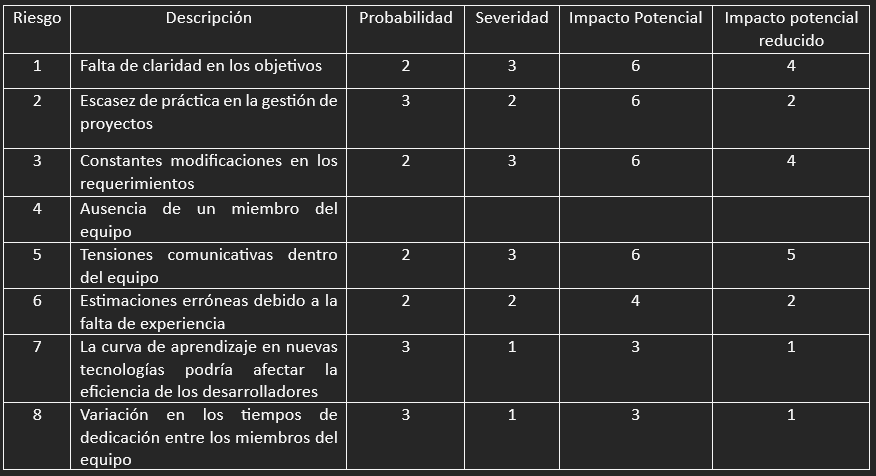 Riesgo Descripción Probabilidad Severidad Impacto Potencial Impacto potencial
reducido
1 Falta de claridad en los objetivos 2 3 6 4
2 Escasez de práctica en la gestión de 3 2 6 2
proyectos
3 Constantes modificaciones en los 2 3 6 4
requerimientos
4 Ausencia de un miembro del
equipo
5 Tensiones comunicativas dentro 2 3 6 5
del equipo
6 Estimaciones erróneas debido a la 2 2 4 2
falta de experiencia
7 La curva de aprendizaje en nuevas 3 1 3 1
tecnologías podría afectar la
eficiencia de los desarrolladores
8 Variación en los tiempos de 3 1 3 1
dedicación entre los miembros del
equipo